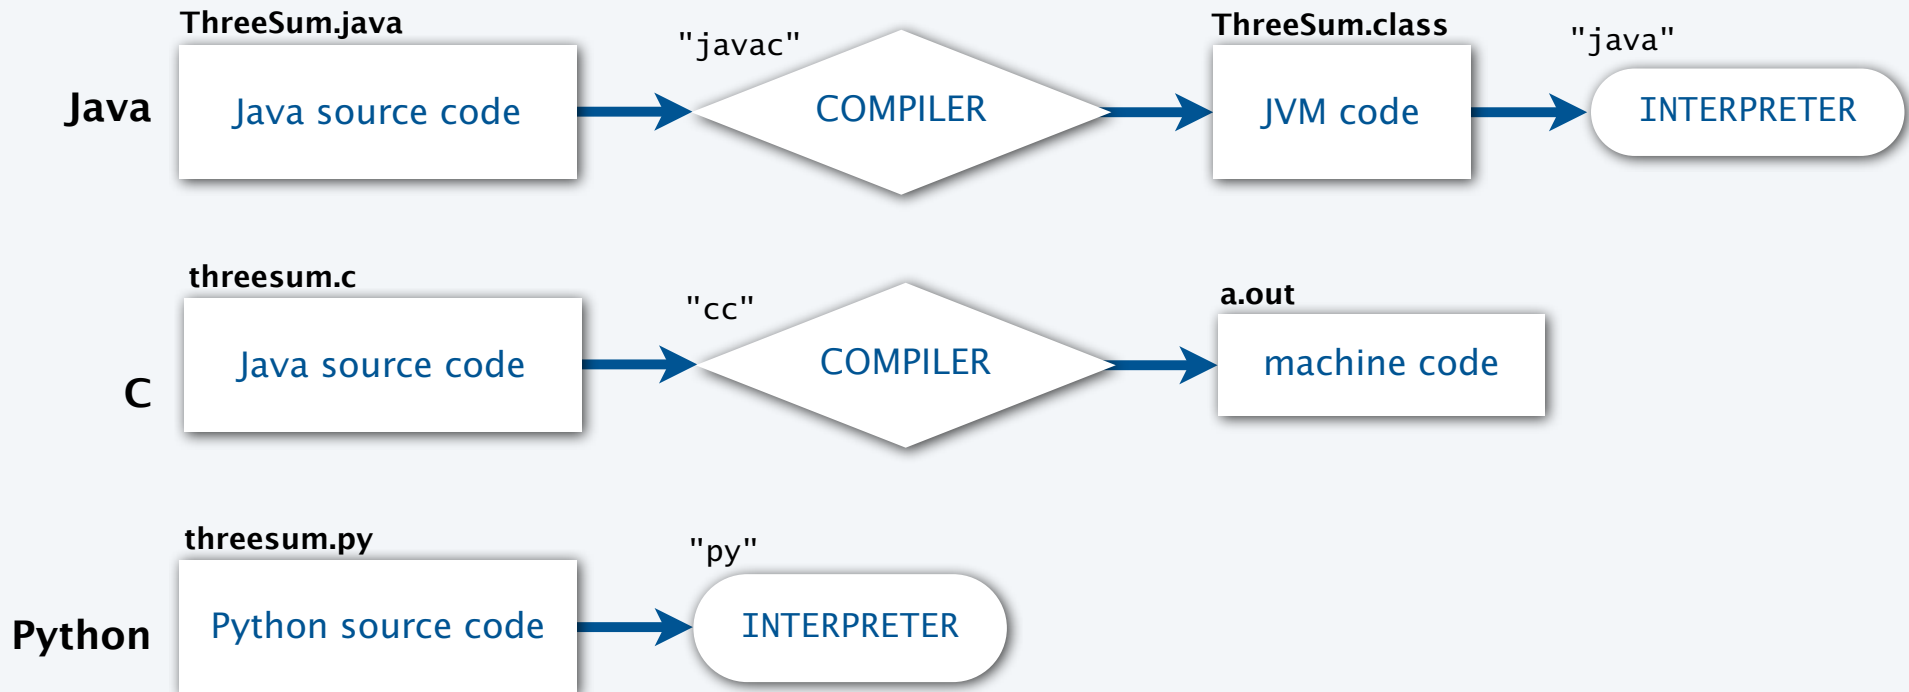 ThreeSum.java
"javac"
ThreeSum.class
"java"
Java
Java source code
COMPILER
JVM code
INTERPRETER
threesum.c
"cc"
a.out
C
Java source code
COMPILER
machine code
threesum.py
"py"
Python
Python source code
INTERPRETER